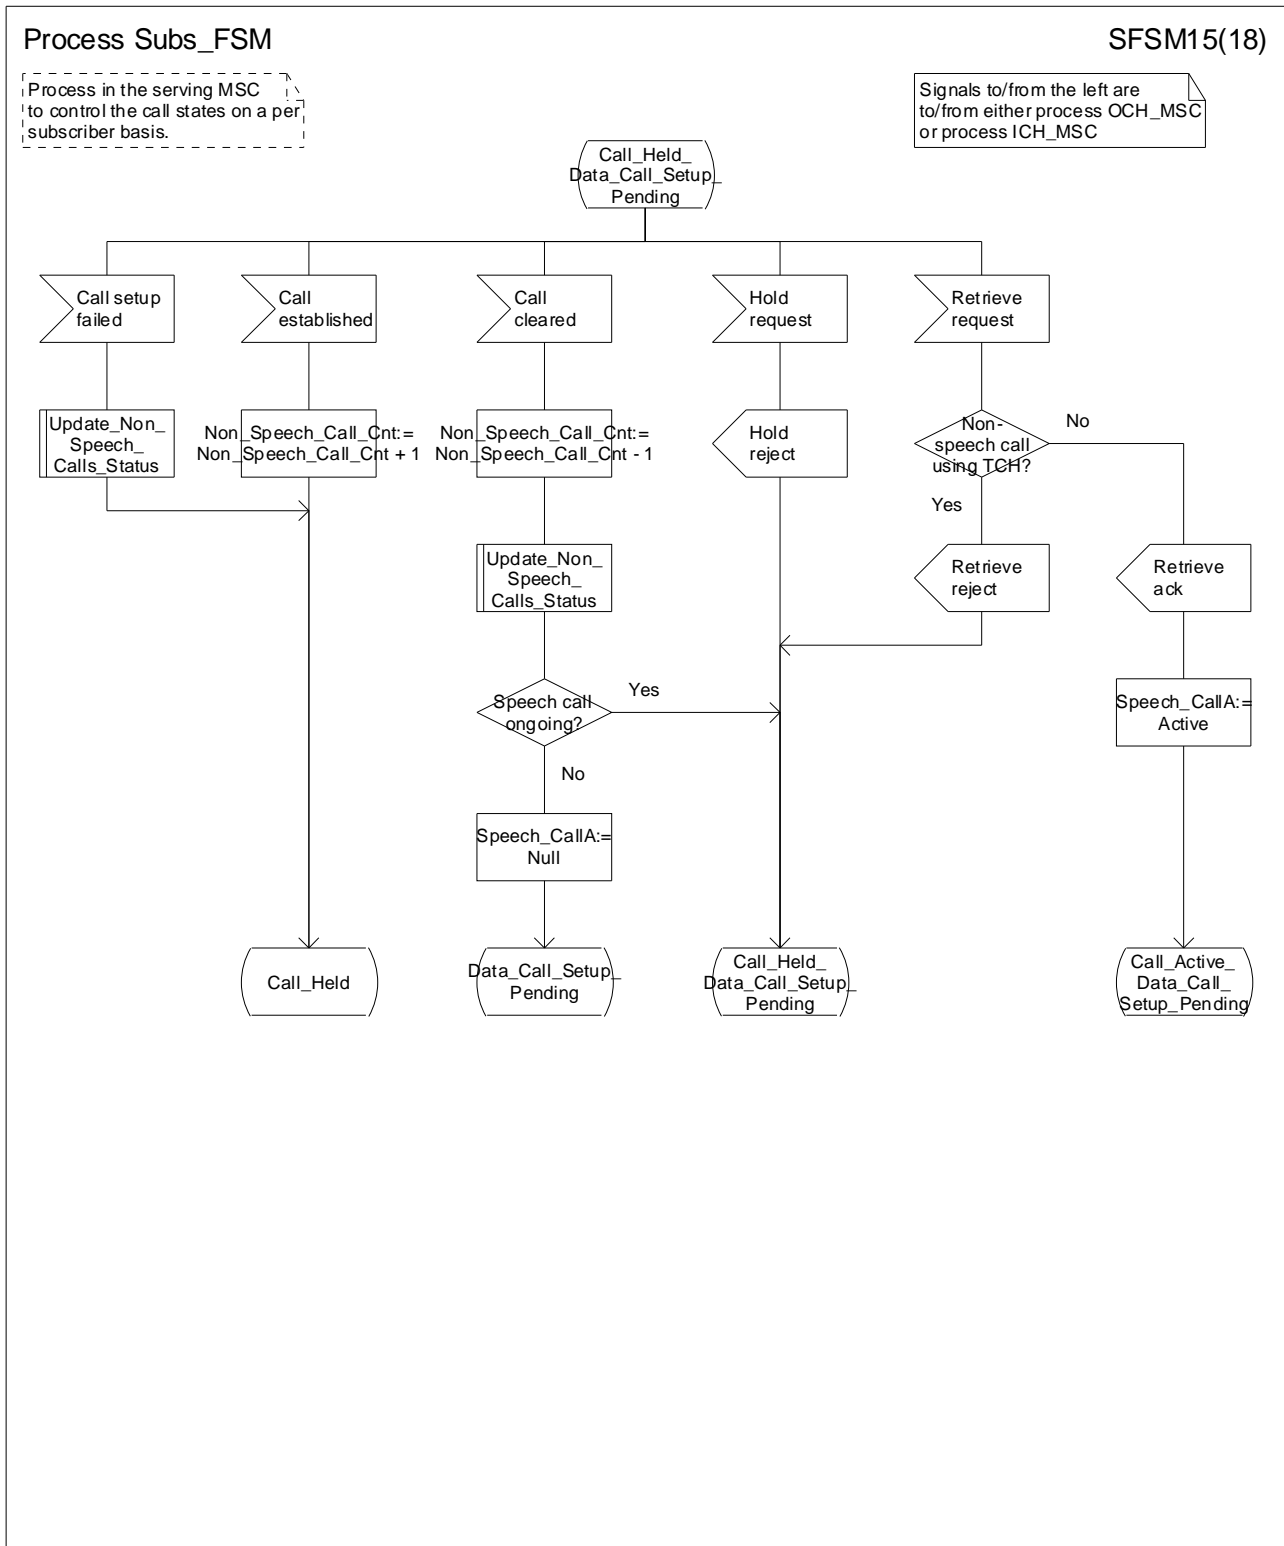 Process Subs_FSM
SFSM15(18)
Process in the serving MSC
to control the call states on a per
subscriber basis.
Signals to/from the left are
to/from either process OCH_MSC
or process ICH_MSC
Call_Held_
Data_Call_Setup_
Pending
Call setup
failed
Call
established
Call
cleared
Hold
request
Retrieve
request
Update_Non_
Speech_
Calls_Status
Non_Speech_Call_Cnt:=
Non_Speech_Call_Cnt + 1
Non_Speech_Call_Cnt:=
Non_Speech_Call_Cnt - 1
Hold
reject
Non-
speech call
using TCH?
No
Yes
Update_Non_
Speech_
Calls_Status
Retrieve
reject
Retrieve
ack
Speech call
ongoing?
Yes
No
Speech_CallA:=
Active
Speech_CallA:=
Null
Call_Held
Data_Call_Setup_
Pending
Call_Held_
Data_Call_Setup_
Pending
Call_Active_
Data_Call_
Setup_Pending